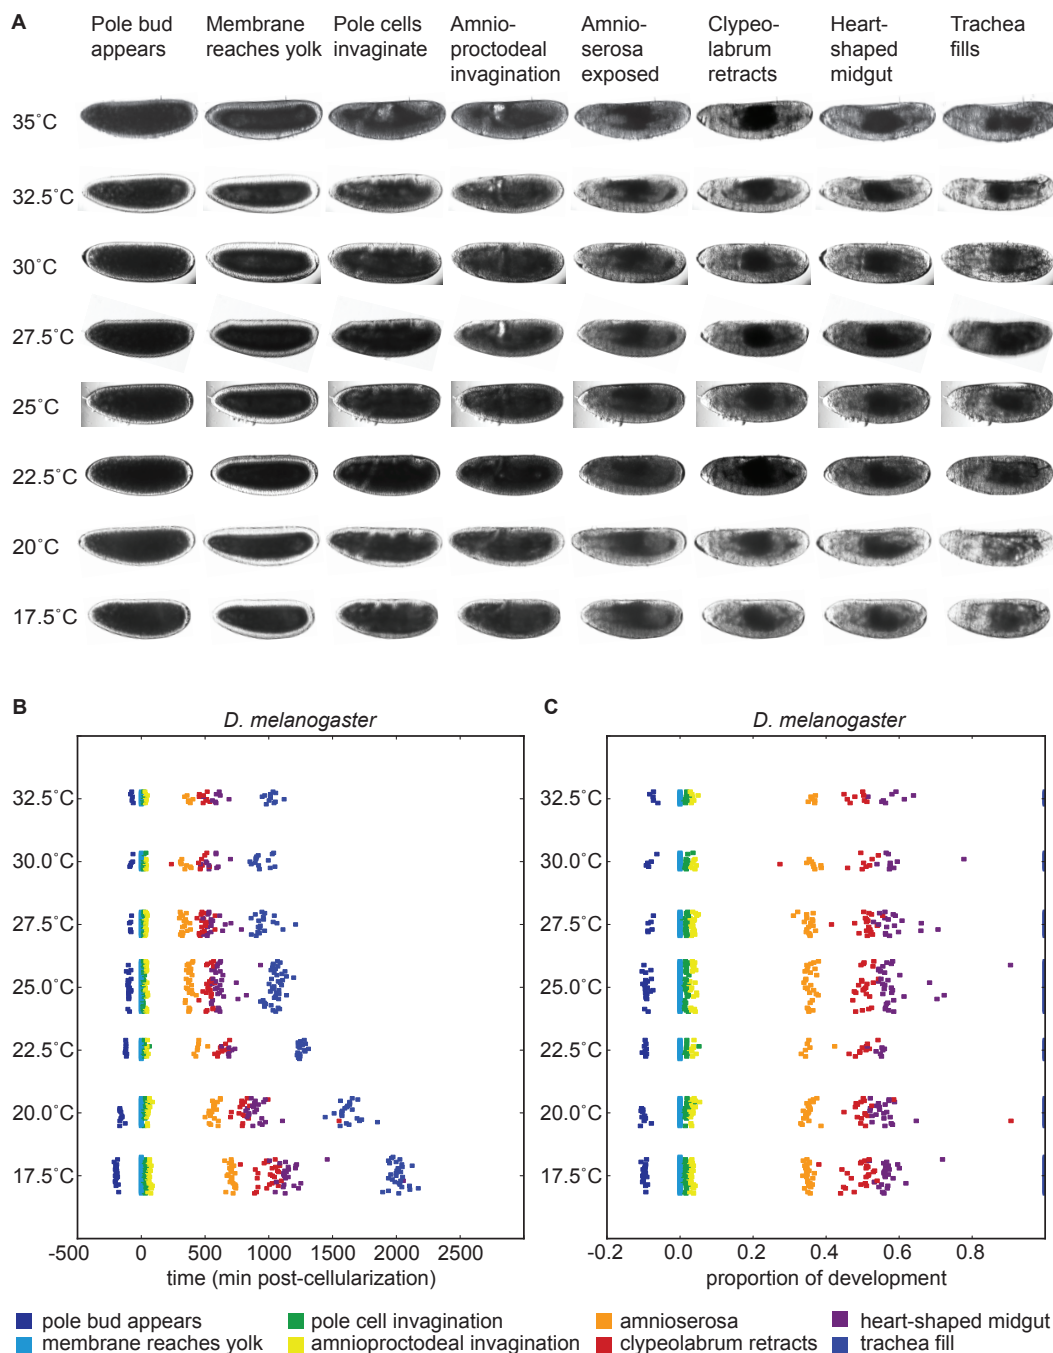 A
Pole bud appears
Membrane reaches yolk
Pole cells invaginate
Amnio-proctodeal invagination
Amnio-serosa exposed
Clypeo-labrum retracts
Heart-shaped midgut
Trachea fills
35˚C
32.5˚C
30˚C
27.5˚C
25˚C
22.5˚C
20˚C
17.5˚C
B
D. melanogaster
32.5˚C
30.0˚C
27.5˚C
25.0˚C
22.5˚C
20.0˚C
17.5˚C
-500 0 500 1000 1500 2000 2500
time (min post-cellularization)
C
D. melanogaster
32.5˚C
30.0˚C
27.5˚C
25.0˚C
22.5˚C
20.0˚C
17.5˚C
-0.2 0.0 0.2 0.4 0.6 0.8
proportion of development
pole bud appears
membrane reaches yolk
pole cell invagination
amnioproctodeal invagination
amnioserosa
clypeolabrum retracts
heart-shaped midgut
trachea fill